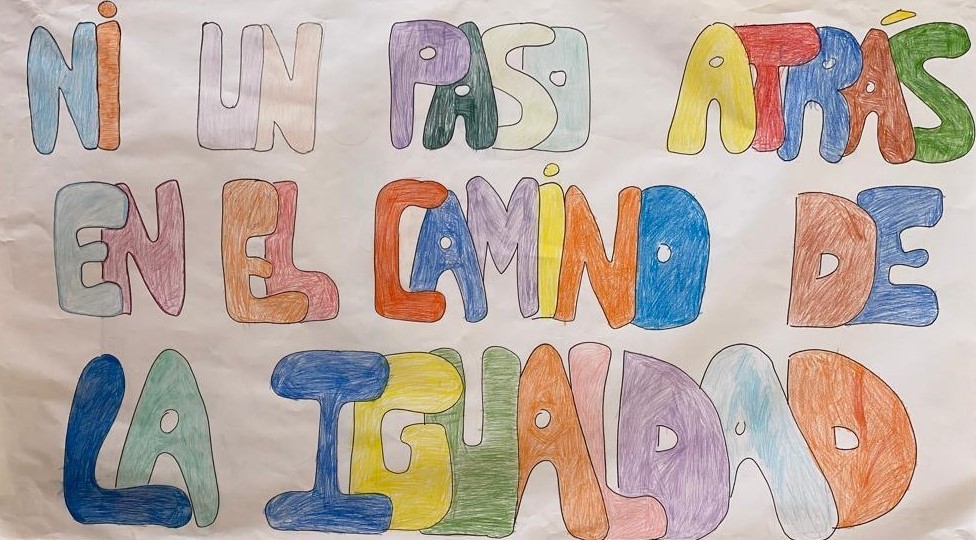 Ni UN PASO ATRÁS
EN EL CAMiNO DE
LA IGUALDAD